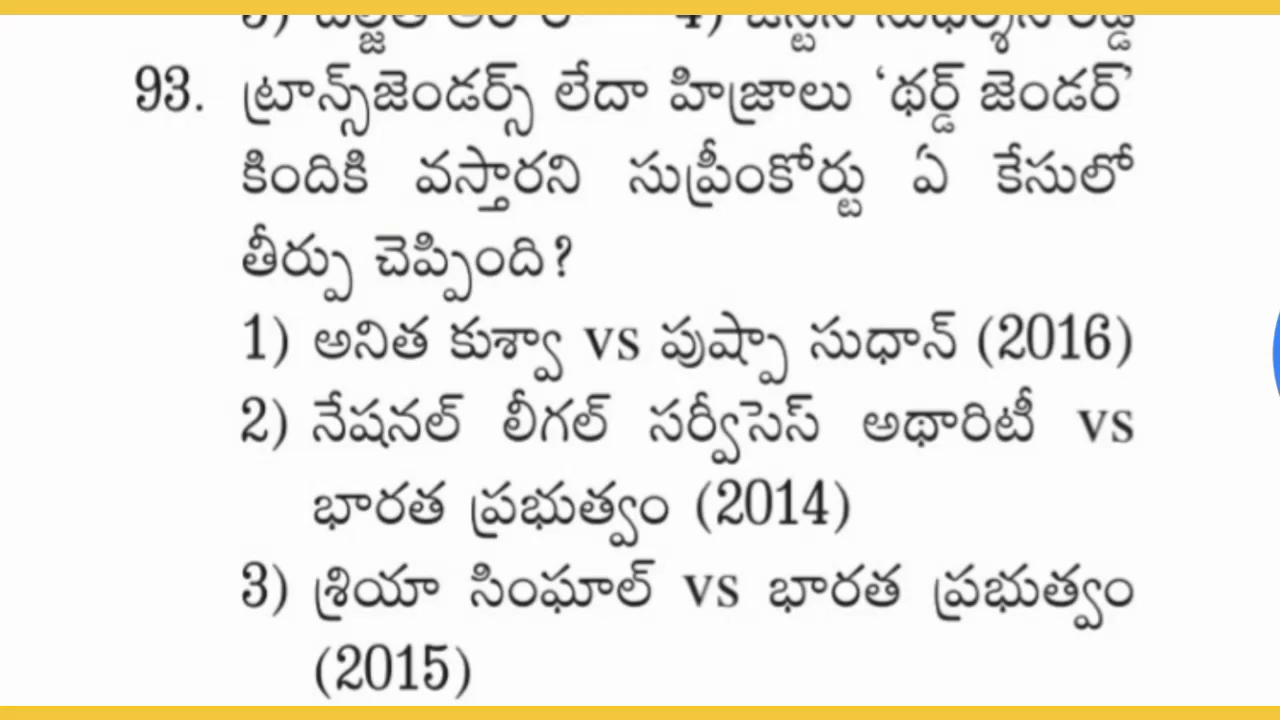 93. ట్రాన్స్‌జెండర్స్ లేదా హిజ్రాలు ‘థర్డ్ జెండర్’
కిందికి వస్తారని సుప్రీంకోర్టు ఏ కేసులో
తీర్పు చెప్పింది?
1) అనిత కుశ్వా vs పుష్పా సుధాన్ (2016)
2) నేషనల్ లీగల్ సర్వీసెస్ అథారిటీ vs
భారత ప్రభుత్వం (2014)
3) శ్రియా సింఘాల్ vs భారత ప్రభుత్వం
(2015)